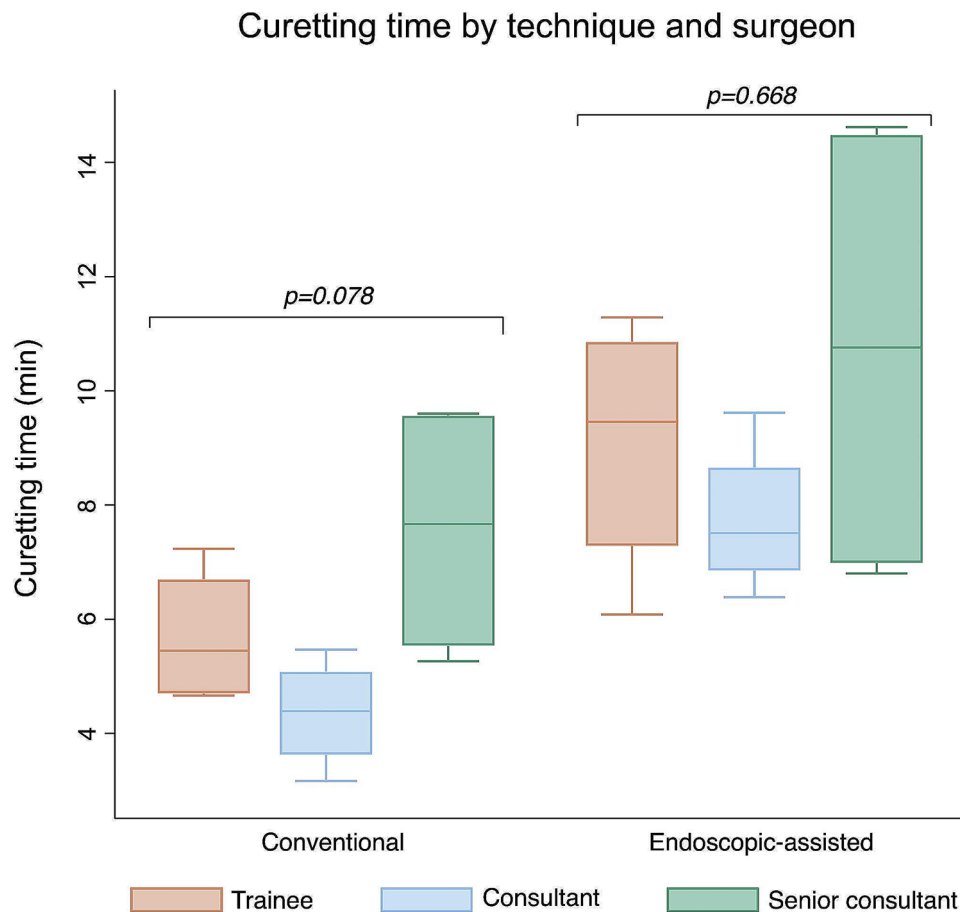 Curetting time by technique and surgeon
p=0.668
14
12
p=0.078
10
Curetting time (min)
8
6
4
Conventional
Endoscopic-assisted
Trainee
Consultant
Senior consultant